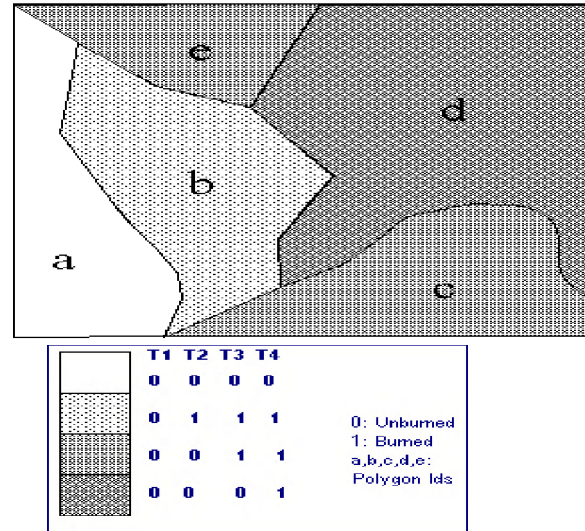 e
d
b
a
c
T1 T2 T3 T4
0 0 0 0
0 1 1 1
0 0 1 1
0 0 0 1
0: Unburned
1: Burned
a,b,c,d,e:
Polygon Ids